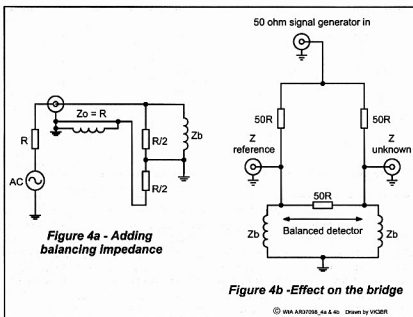 50 ohm signal generator in
Zo = R
R
R/2
Zb
R/2
AC
Figure 4a - Adding
balancing Impedance
50R
50R
Z
reference
Z
unknown
50R
Zb
Balanced detector
Zb
Figure 4b -Effect on the bridge
© WIA AR07098_4a & 4b Drawn by VK3BR